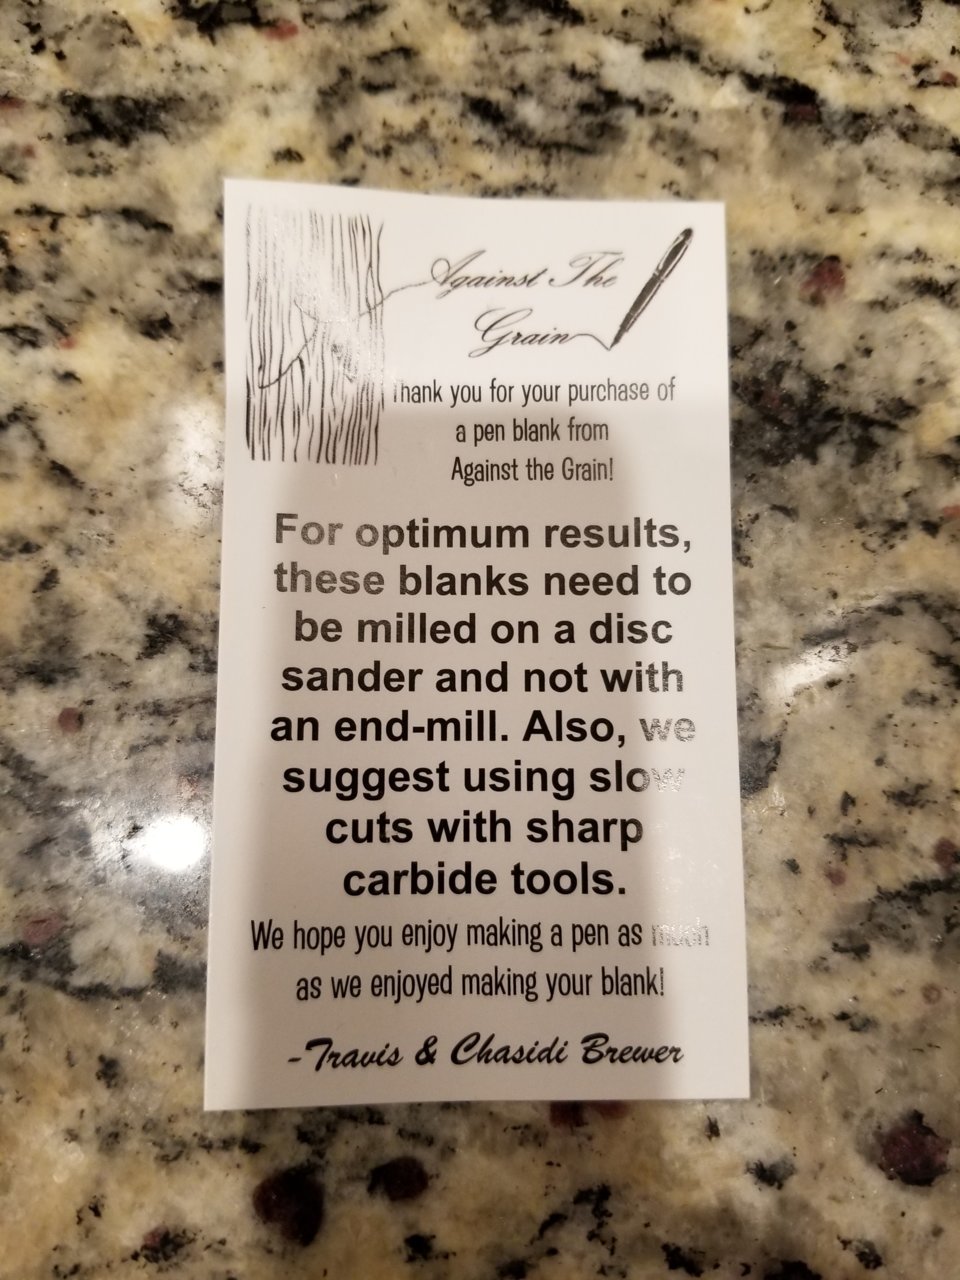 Against The
Grain
Thank you for your purchase of
a pen blank from
Against the Grain!
For optimum results,
these blanks need to
be milled on a disc
sander and not with
an end-mill. Also, we
suggest using slow
cuts with sharp
carbide tools.
We hope you enjoy making a pen as much
as we enjoyed making your blank!
-Travis & Chasidi Brewer